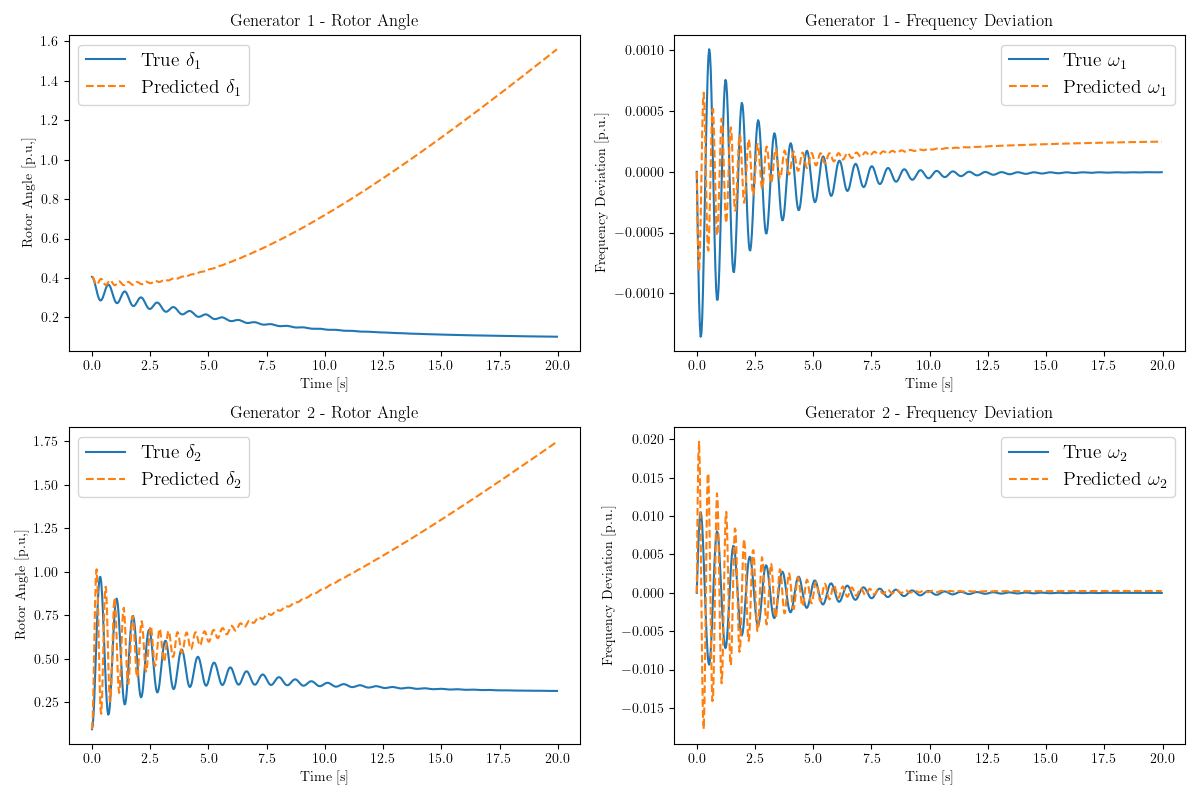 Generator 1 - Rotor Angle
1.6
1.4
1.2
1.0
0.8
0.6
0.4
0.2
Rotor Angle [p.u.]
True δ₁
Predicted δ₁
0.0 2.5 5.0 7.5 10.0 12.5 15.0 17.5 20.0
Time [s]
Generator 1 - Frequency Deviation
0.0010
0.0005
0.0000
−0.0005
−0.0010
Frequency Deviation [p.u.]
True ω₁
Predicted ω₁
0.0 2.5 5.0 7.5 10.0 12.5 15.0 17.5 20.0
Time [s]
Generator 2 - Rotor Angle
1.75
1.50
1.25
1.00
0.75
0.50
0.25
Rotor Angle [p.u.]
True δ₂
Predicted δ₂
0.0 2.5 5.0 7.5 10.0 12.5 15.0 17.5 20.0
Time [s]
Generator 2 - Frequency Deviation
0.020
0.015
0.010
0.005
0.000
−0.005
−0.010
−0.015
Frequency Deviation [p.u.]
True ω₂
Predicted ω₂
0.0 2.5 5.0 7.5 10.0 12.5 15.0 17.5 20.0
Time [s]